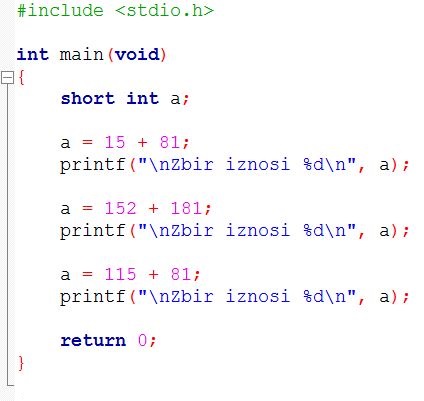 #include <stdio.h>
int main(void)
{
short int a;
a = 15 + 81;
printf("\nZbir iznosi %d\n", a);
a = 152 + 181;
printf("\nZbir iznosi %d\n", a);
a = 115 + 81;
printf("\nZbir iznosi %d\n", a);
return 0;
}